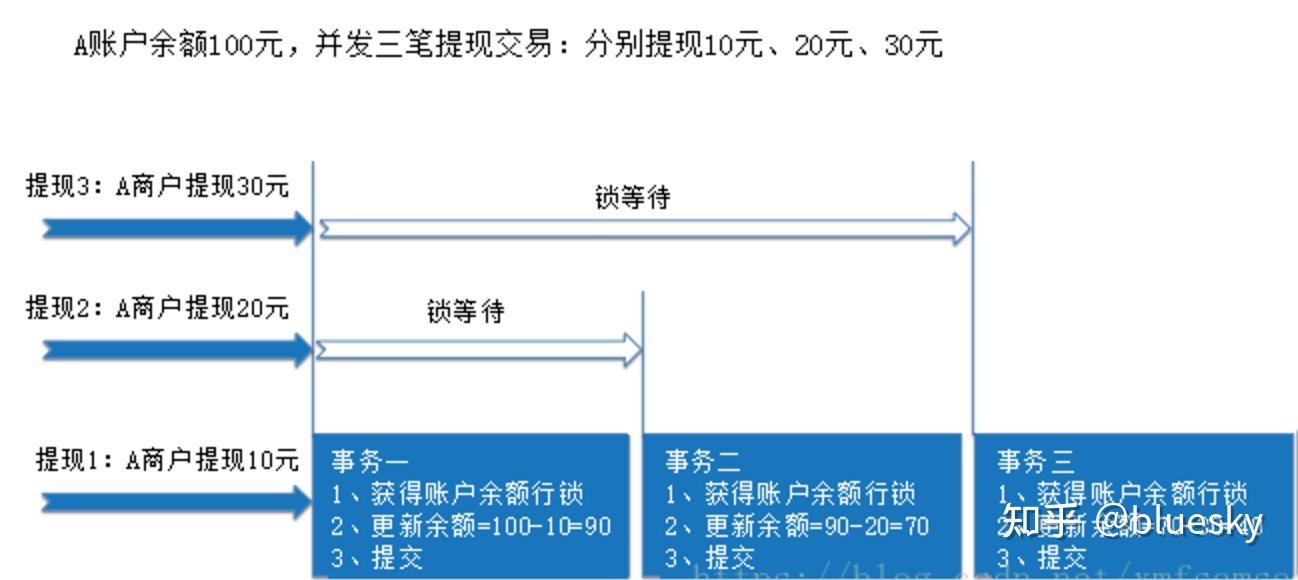 A账户余额100元，并发三笔提现交易：分别提现10元、20元、30元
提现3：A商户提现30元
锁等待
提现2：A商户提现20元
锁等待
提现1：A商户提现10元
事务一
1、获得账户余额行锁
2、更新余额=100-10=90
3、提交
事务二
1、获得账户余额行锁
2、更新余额=90-20=70
3、提交
事务三
1、获得账户余额行锁
2、更新余额
3、提交
知乎 @bluesky